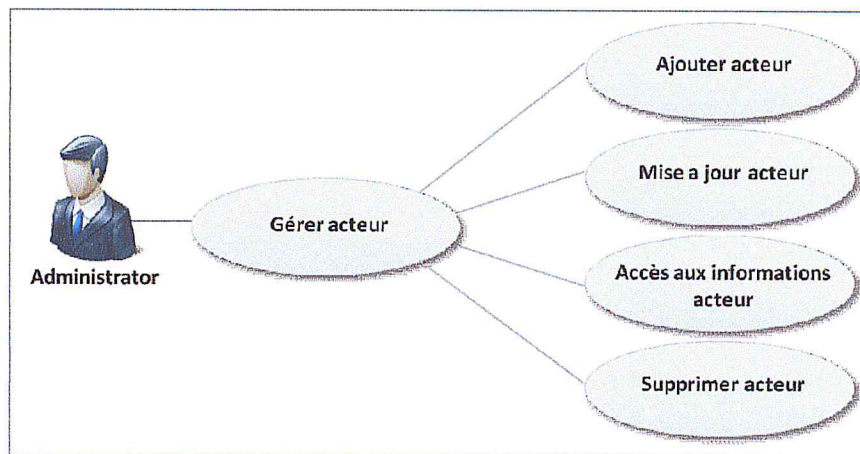 Ajouter acteur
Mise a jour acteur
Gérer acteur
Administrator
Accès aux informations
acteur
Supprimer acteur